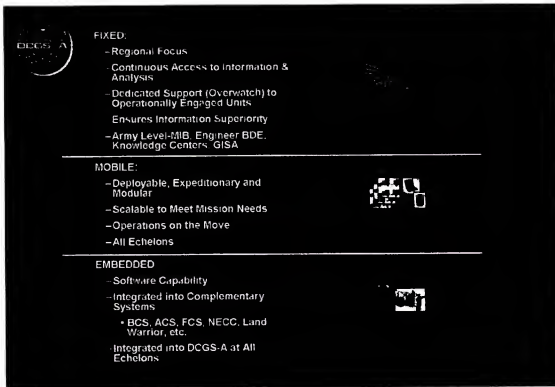 DCGS-A
FIXED:
–Regional Focus
–Continuous Access to Information &
Analysis
–Dedicated Support (Overwatch) to
Operationally Engaged Units
Ensures Information Superiority
–Army Level-MIB, Engineer BDE,
Knowledge Centers, GISA
MOBILE:
–Deployable, Expeditionary and
Modular
–Scalable to Meet Mission Needs
–Operations on the Move
–All Echelons
EMBEDDED
–Software Capability
–Integrated into Complementary
Systems
• BCS, ACS, FCS, NECC, Land
Warrior, etc.
–Integrated into DCGS-A at All
Echelons